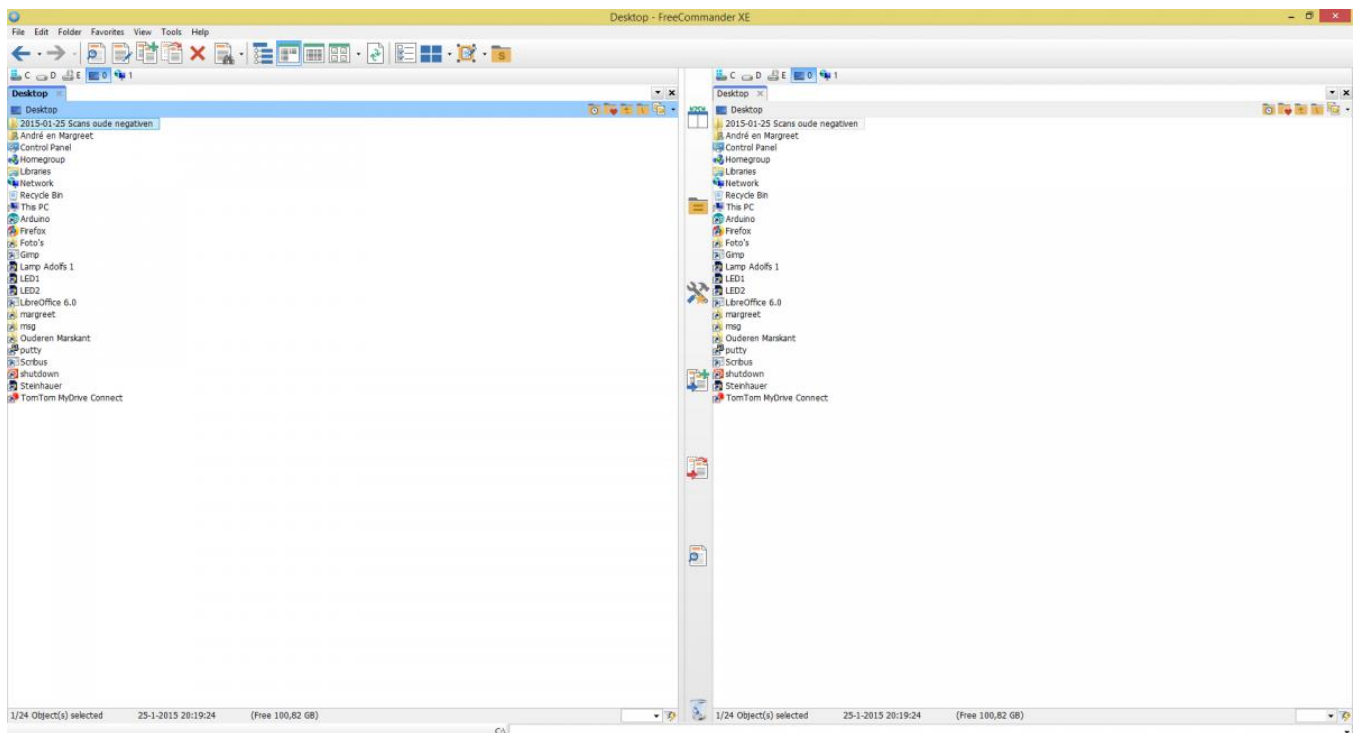 Desktop - FreeCommander XE
File Edit Folder Favorites View Tools Help
C D E 0 1
Desktop
Desktop
2015-01-25 Scans oude negativen
André en Margreet
Control Panel
Homegroup
Libraries
Network
Recycle Bin
This PC
Arduino
Firefox
Foto's
Gimp
Lamp Adolfs 1
LED1
LED2
LibreOffice 6.0
margreet
msg
Ouderen Marskant
putty
Scribus
shutdown
Steinhauer
TomTom MyDrive Connect
1/24 Object(s) selected 25-1-2015 20:19:24 (Free 100,82 GB)
C:\
C D E 0 1
Desktop
Desktop
2015-01-25 Scans oude negativen
André en Margreet
Control Panel
Homegroup
Libraries
Network
Recycle Bin
This PC
Arduino
Firefox
Foto's
Gimp
Lamp Adolfs 1
LED1
LED2
LibreOffice 6.0
margreet
msg
Ouderen Marskant
putty
Scribus
shutdown
Steinhauer
TomTom MyDrive Connect
1/24 Object(s) selected 25-1-2015 20:19:24 (Free 100,82 GB)